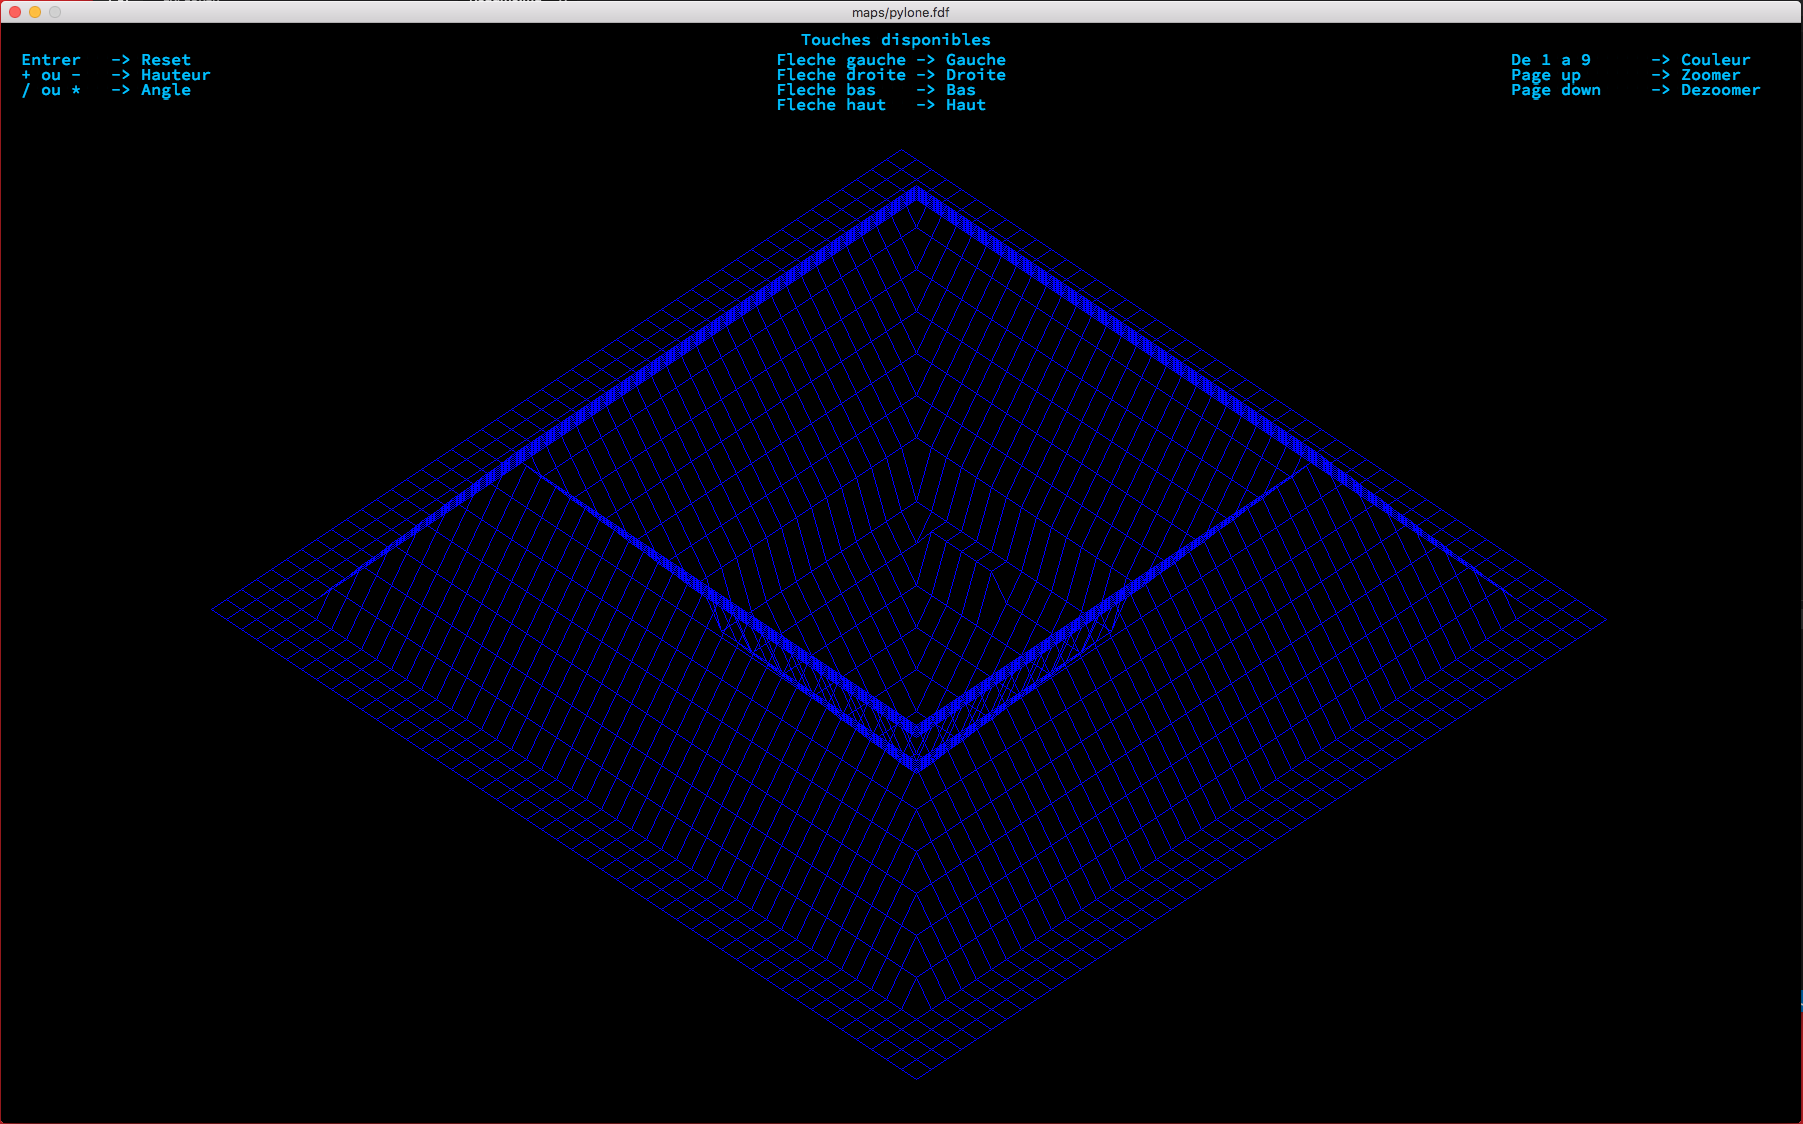 maps/pylone.fdf
Touches disponibles
Entrer -> Reset
+ ou - -> Hauteur
/ ou * -> Angle
Fleche gauche -> Gauche
Fleche droite -> Droite
Fleche bas -> Bas
Fleche haut -> Haut
De 1 a 9 -> Couleur
Page up -> Zoomer
Page down -> Dezoomer